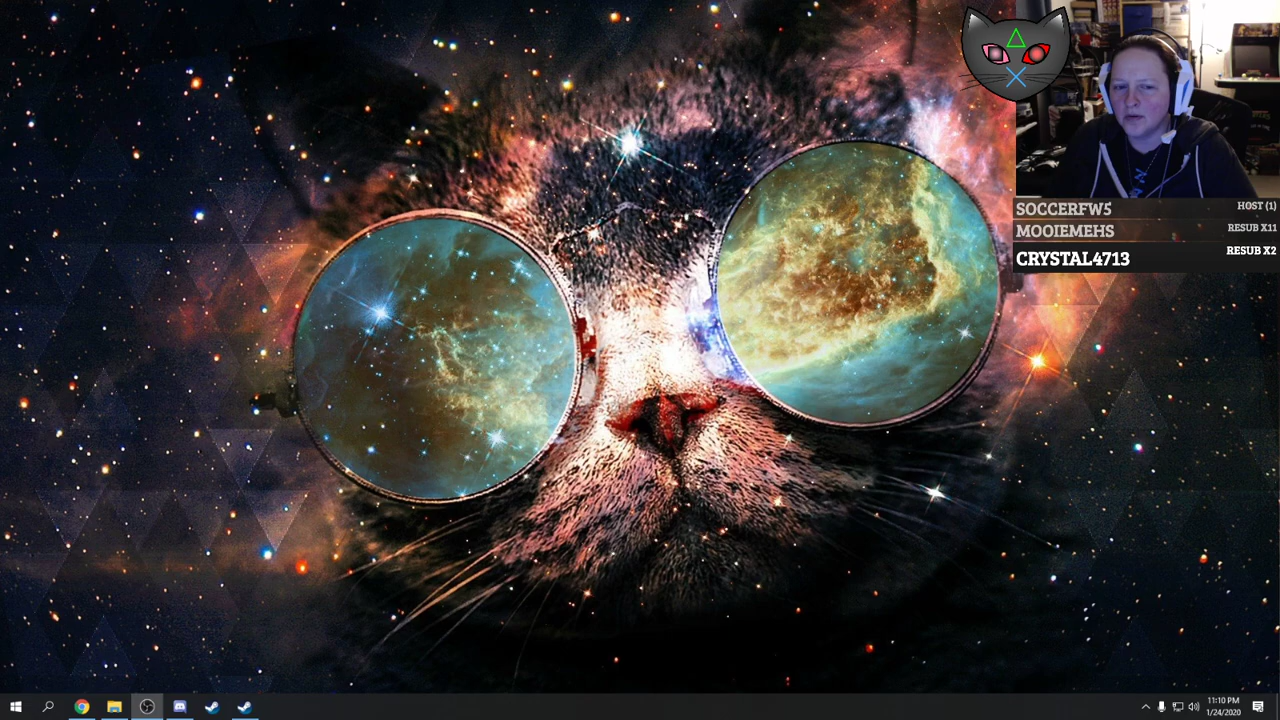 SOCCERFW5 HOST (1)
MOOIEMEHS RESUB X11
CRYSTAL4713 RESUB X2
11:10 PM
1/24/2020